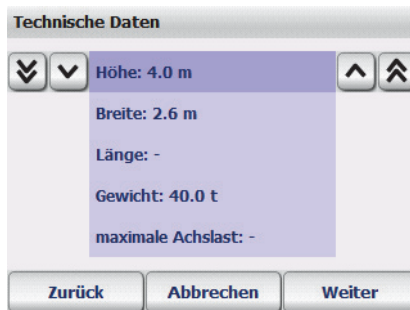 Technische Daten
Höhe: 4.0 m
Breite: 2.6 m
Länge: -
Gewicht: 40.0 t
maximale Achslast: -
Zurück
Abbrechen
Weiter